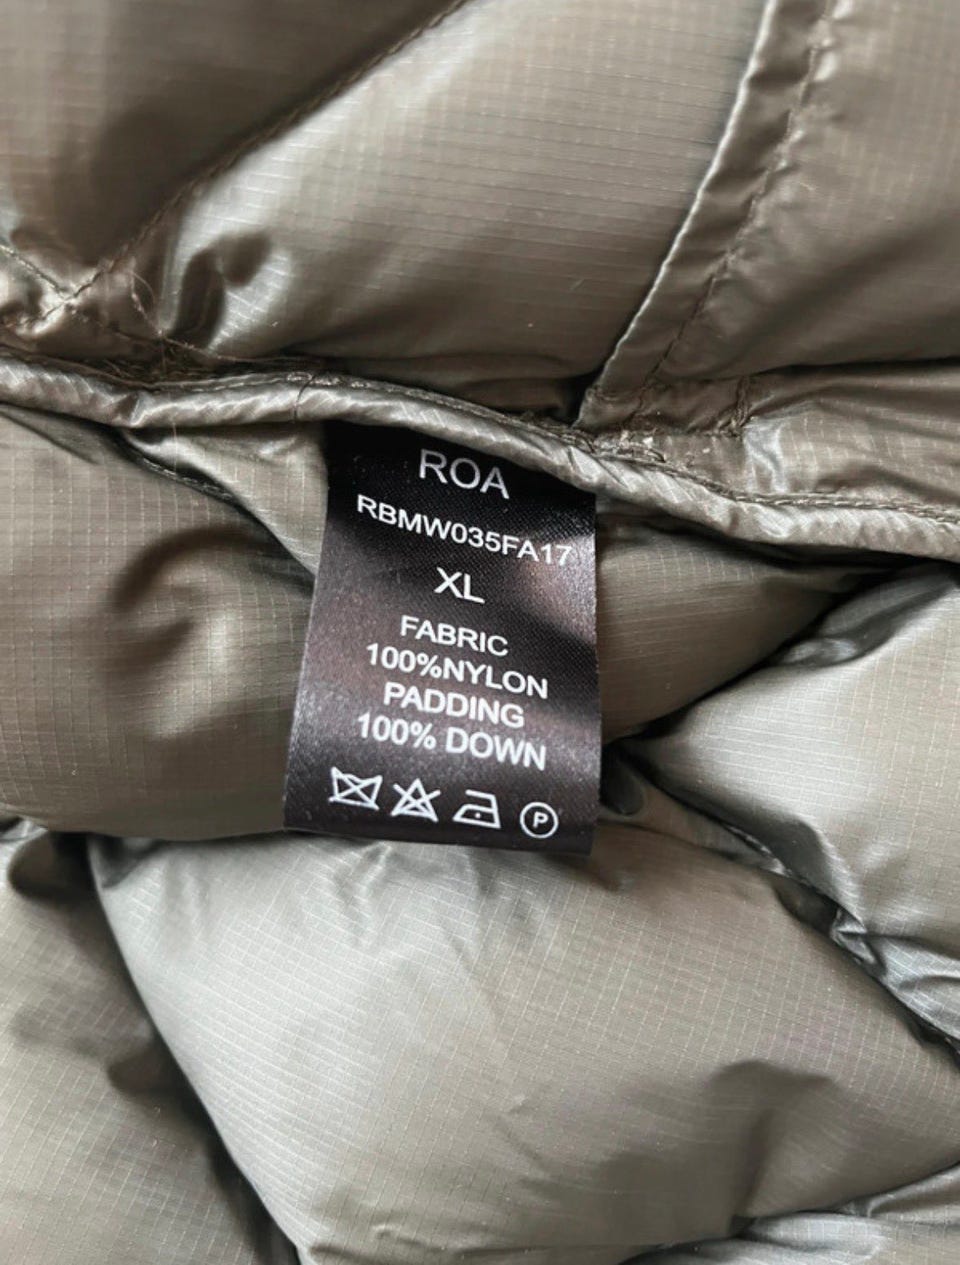 ROA
RBMW035FA17
XL
FABRIC
100%NYLON
PADDING
100% DOWN
P